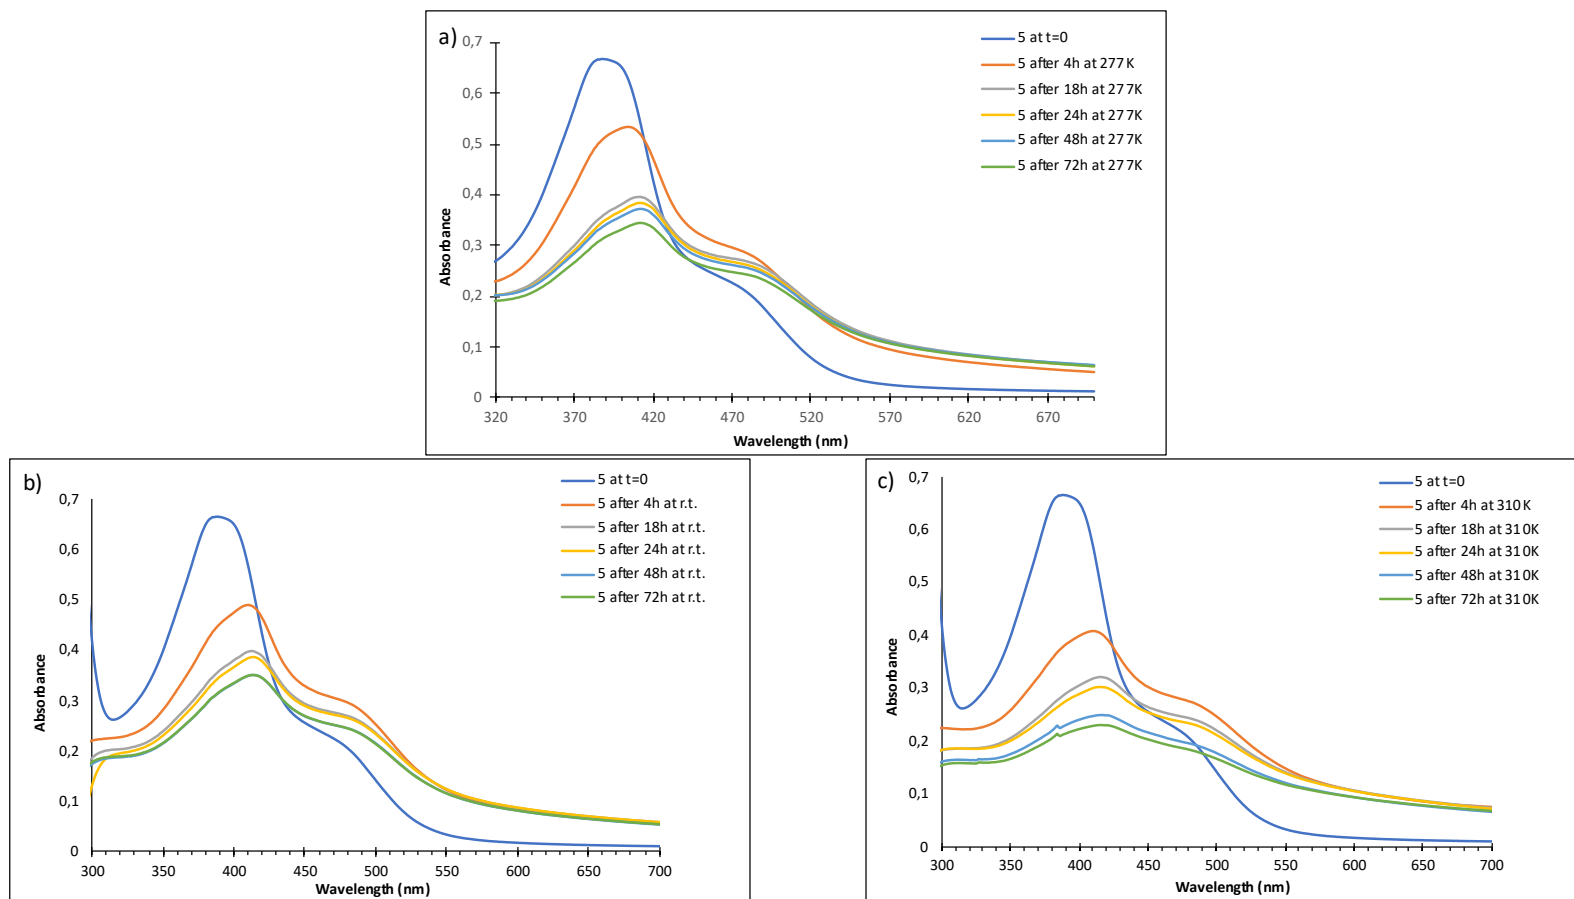 a)
5 at t=0
5 after 4h at 277K
5 after 18h at 277K
5 after 24h at 277K
5 after 48h at 277K
5 after 72h at 277K
0,7
0,6
0,5
0,4
0,3
0,2
0,1
0
Absorbance
320 370 420 470 520 570 620 670
Wavelength (nm)
b)
5 at t=0
5 after 4h at r.t.
5 after 18h at r.t.
5 after 24h at r.t.
5 after 48h at r.t.
5 after 72h at r.t.
0,7
0,6
0,5
0,4
0,3
0,2
0,1
0
Absorbance
300 350 400 450 500 550 600 650 700
Wavelength (nm)
c)
5 at t=0
5 after 4h at 310K
5 after 18h at 310K
5 after 24h at 310K
5 after 48h at 310K
5 after 72h at 310K
0,7
0,6
0,5
0,4
0,3
0,2
0,1
0
Absorbance
300 350 400 450 500 550 600 650 700
Wavelength (nm)